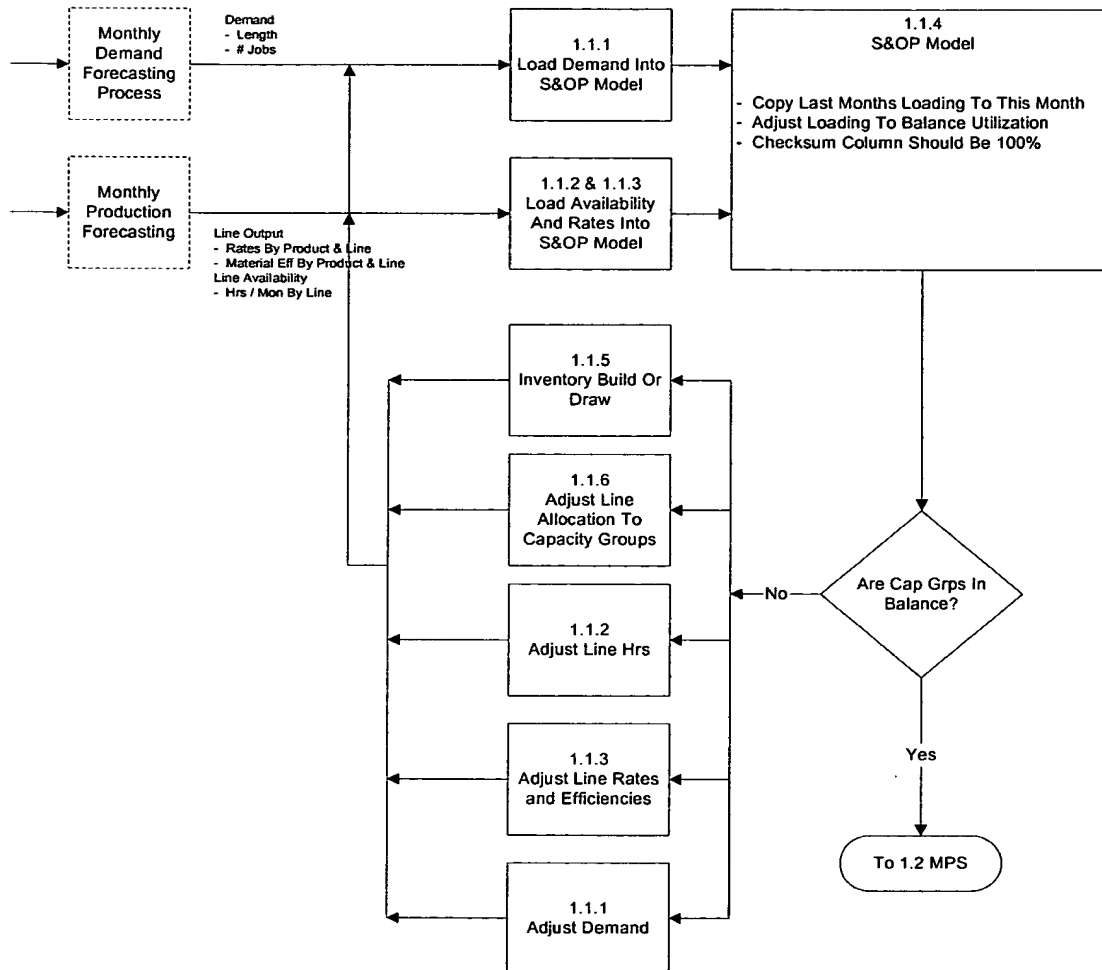 Monthly
Demand
Forecasting
Process
Demand
- Length
- # Jobs
1.1.1
Load Demand Into
S&OP Model
1.1.4
S&OP Model
- Copy Last Months Loading To This Month
- Adjust Loading To Balance Utilization
- Checksum Column Should Be 100%
Monthly
Production
Forecasting
Line Output
- Rates By Product & Line
- Material Eff By Product & Line
Line Availability
- Hrs / Mon By Line
1.1.2 & 1.1.3
Load Availability
And Rates Into
S&OP Model
1.1.5
Inventory Build Or
Draw
1.1.6
Adjust Line
Allocation To
Capacity Groups
1.1.2
Adjust Line Hrs
1.1.3
Adjust Line Rates
and Efficiencies
1.1.1
Adjust Demand
No
Are Cap Grps In
Balance?
Yes
To 1.2 MPS